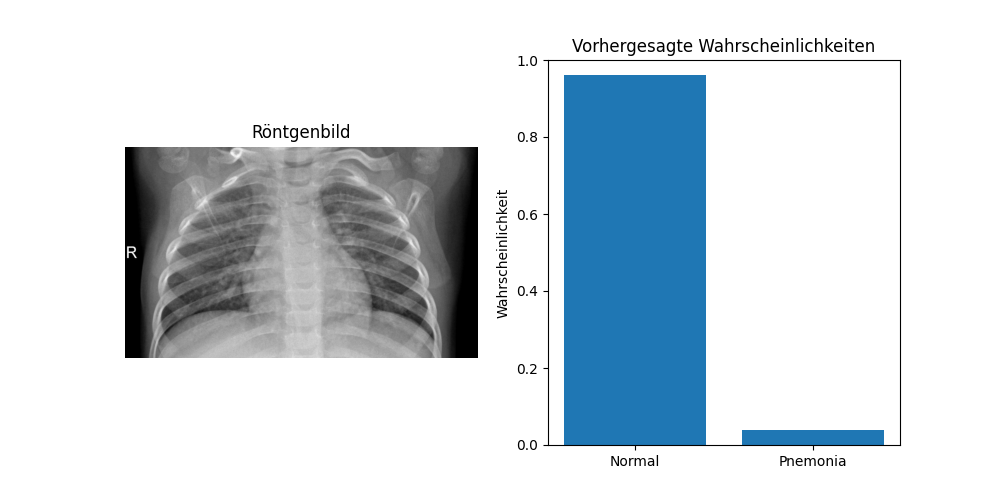 Röntgenbild
R
Vorhergesagte Wahrscheinlichkeiten
Wahrscheinlichkeit
1.0
0.8
0.6
0.4
0.2
0.0
Normal
Pnemonia